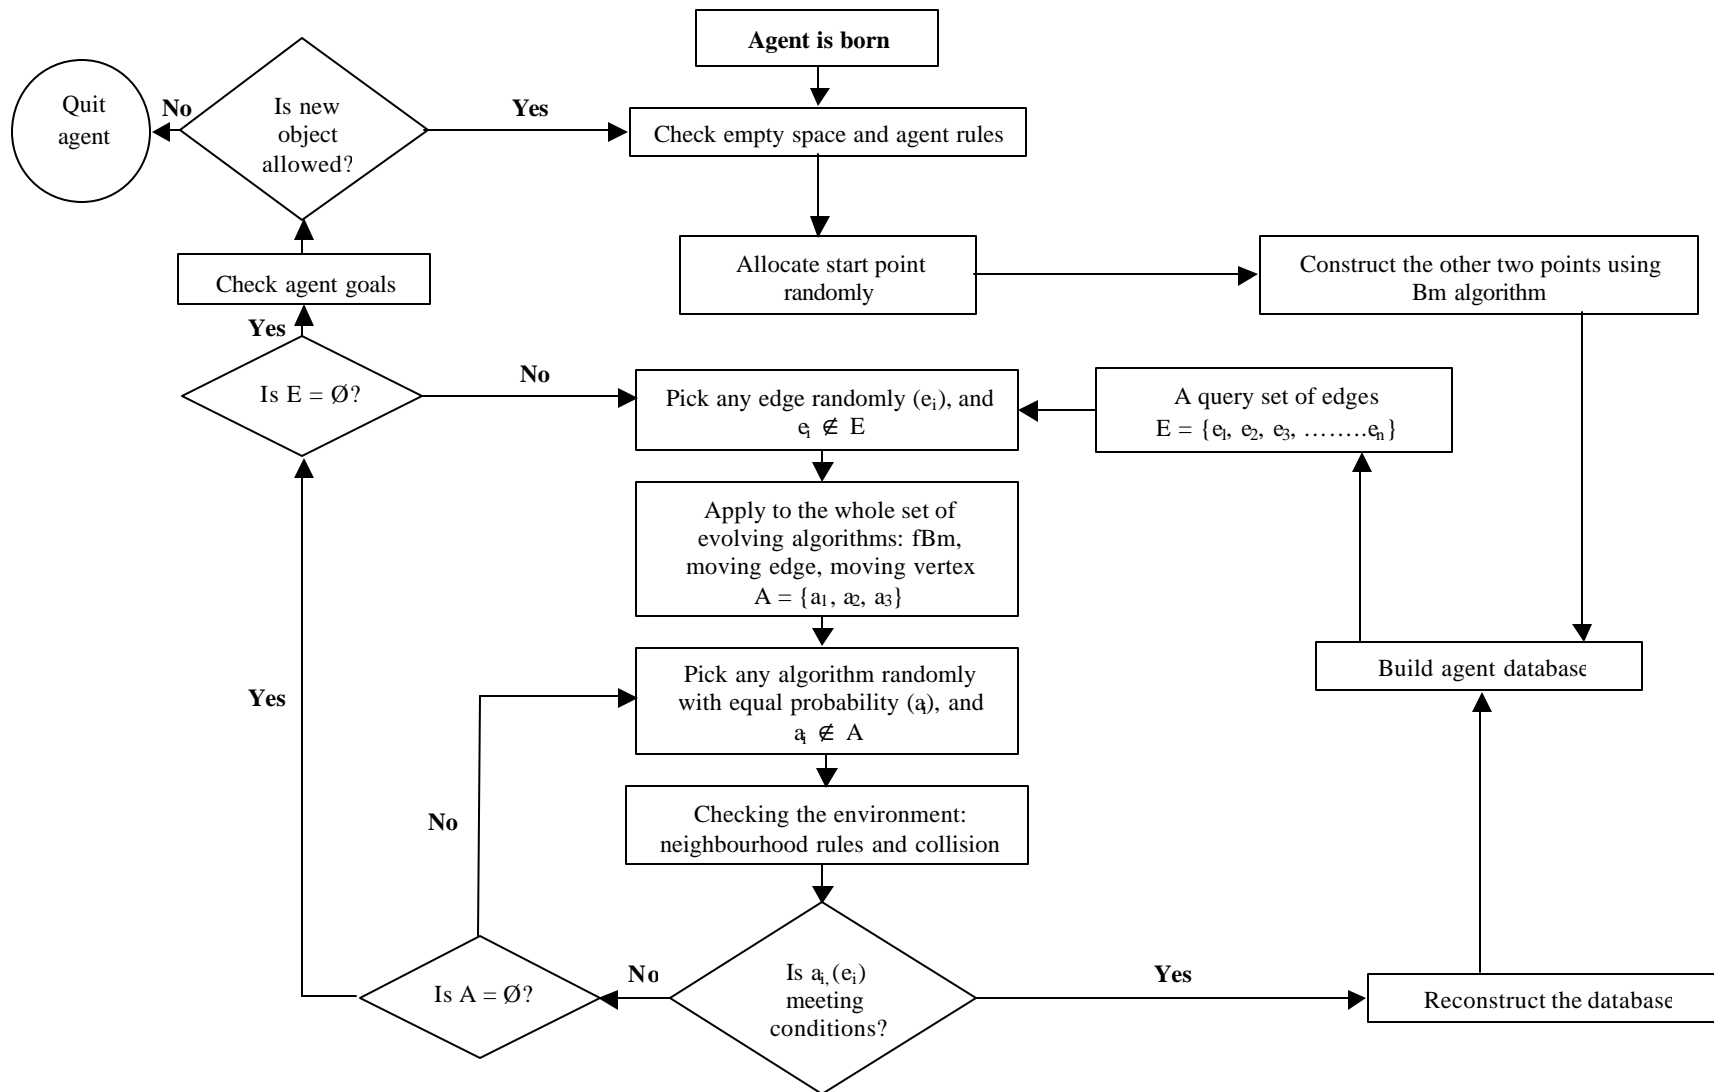 Agent is born
Quit
agent
No
Is new
object
allowed?
Yes
Check empty space and agent rules
Check agent goals
Allocate start point
randomly
Construct the other two points using
Bm algorithm
Yes
Is E = Ø?
No
Pick any edge randomly (eᵢ), and
eᵢ ∉ E
A query set of edges
E = {e₁, e₂, e₃, ........eₙ}
Apply to the whole set of
evolving algorithms: fBm,
moving edge, moving vertex
A = {a₁, a₂, a₃}
Build agent database
Yes
Pick any algorithm randomly
with equal probability (aᵢ), and
aᵢ ∉ A
No
Checking the environment:
neighbourhood rules and collision
Is A = Ø?
No
Is aᵢ, (eᵢ)
meeting
conditions?
Yes
Reconstruct the database